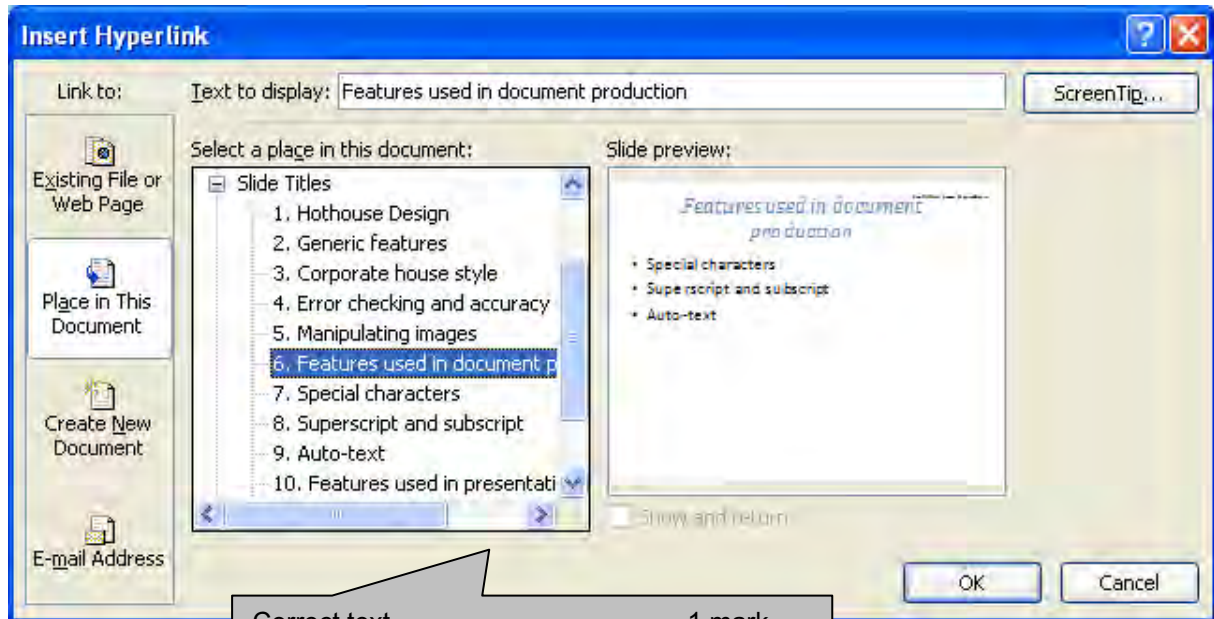 Insert Hyperlink
Link to:
Text to display: Features used in document production
ScreenTip...
Existing File or
Web Page
Place in This
Document
Create New
Document
E-mail Address
Select a place in this document:
Slide Titles
1. Hothouse Design
2. Generic features
3. Corporate house style
4. Error checking and accuracy
5. Manipulating images
6. Features used in document p
7. Special characters
8. Superscript and subscript
9. Auto-text
10. Features used in presentati
Slide preview:
Features used in document
production
• Special characters
• Superscript and subscript
• Auto-text
Show and return
OK
Cancel
Correct text 1 mark